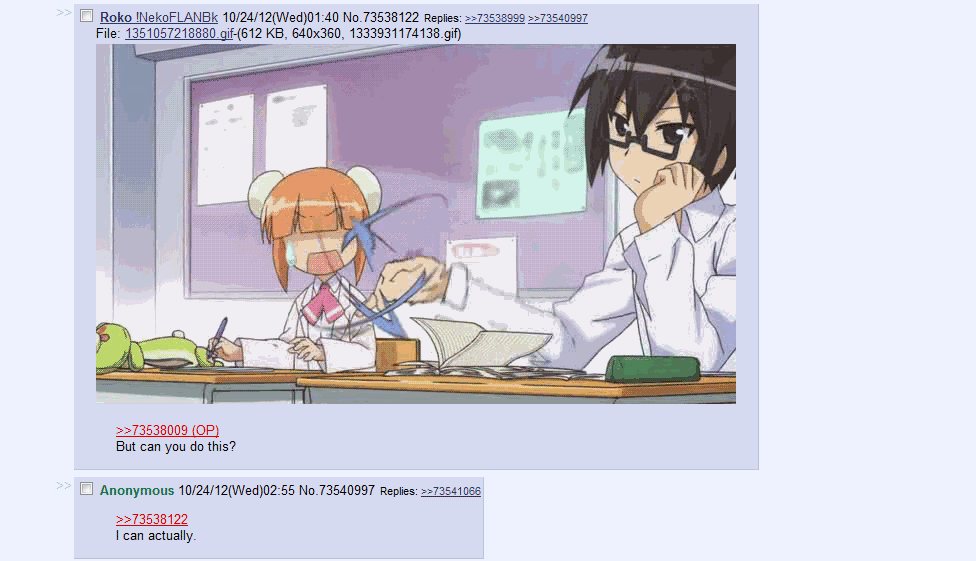 >> Roko !NekoFLANBk 10/24/12(Wed)01:40 No.73538122 Replies: >>73538999 >>73540997
File: 1351057218880.gif-(612 KB, 640x360, 1333931174138.gif)
>>73538009 (OP)
But can you do this?
>> Anonymous 10/24/12(Wed)02:55 No.73540997 Replies: >>73541066
>>73538122
I can actually.